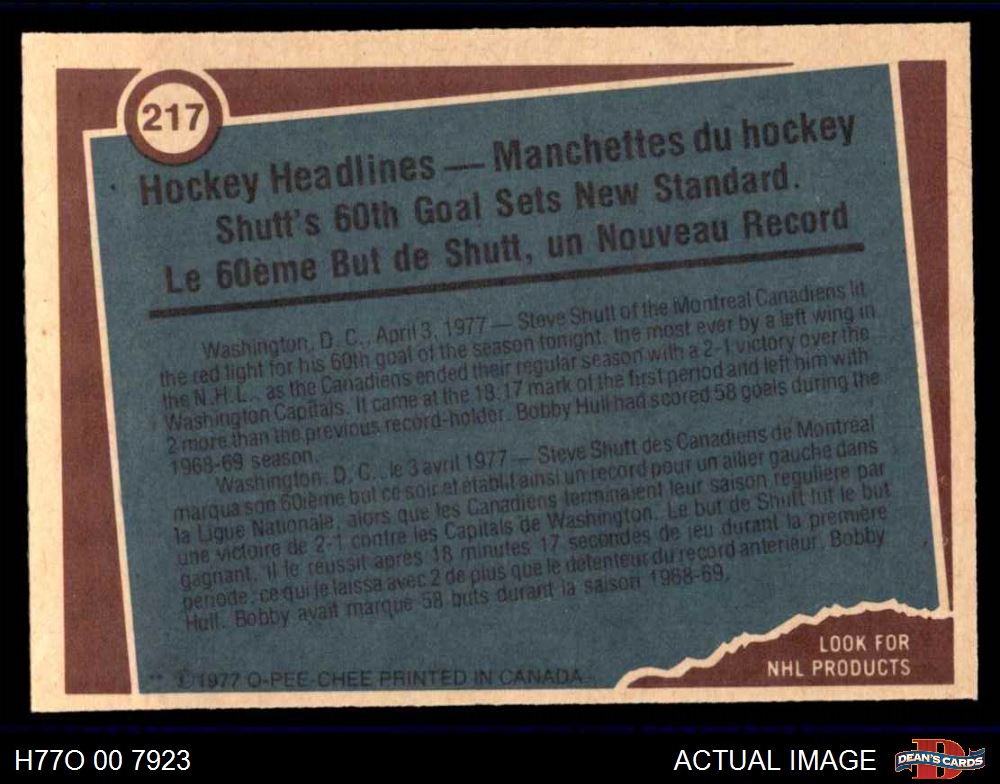 217
Hockey Headlines — Manchettes du hockey
Shutt's 60th Goal Sets New Standard.
Le 60ème But de Shutt, un Nouveau Record
Washington, D. C., April 3, 1977 — Steve Shutt of the Montreal Canadiens lit
the red light for his 60th goal of the season tonight, the most ever by a left wing in
the N.H.L., as the Canadiens ended their regular season with a 2-1 victory over the
Washington Capitals. It came at the 18:17 mark of the first period and left him with
2 more than the previous record-holder. Bobby Hull had scored 58 goals during the
1968-69 season.
Washington, D. C., le 3 avril 1977 — Steve Shutt des Canadiens de Montréal
marqua son 60ième but ce soir et établit ainsi un record pour un ailier gauche dans
la Ligue Nationale, alors que les Canadiens terminaient leur saison régulière par
une victoire de 2-1 contre les Capitals de Washington. Le but de Shutt fut le but
gagnant. Il le réussit après 18 minutes 17 secondes de jeu durant la première
période, ce qui le laissa avec 2 de plus que le détenteur du record antérieur, Bobby
Hull. Bobby avait marqué 58 buts durant la saison 1968-69.
LOOK FOR
NHL PRODUCTS
** ©1977 O-PEE-CHEE PRINTED IN CANADA
H77O 00 7923
ACTUAL IMAGE
D
DEAN'S CARDS